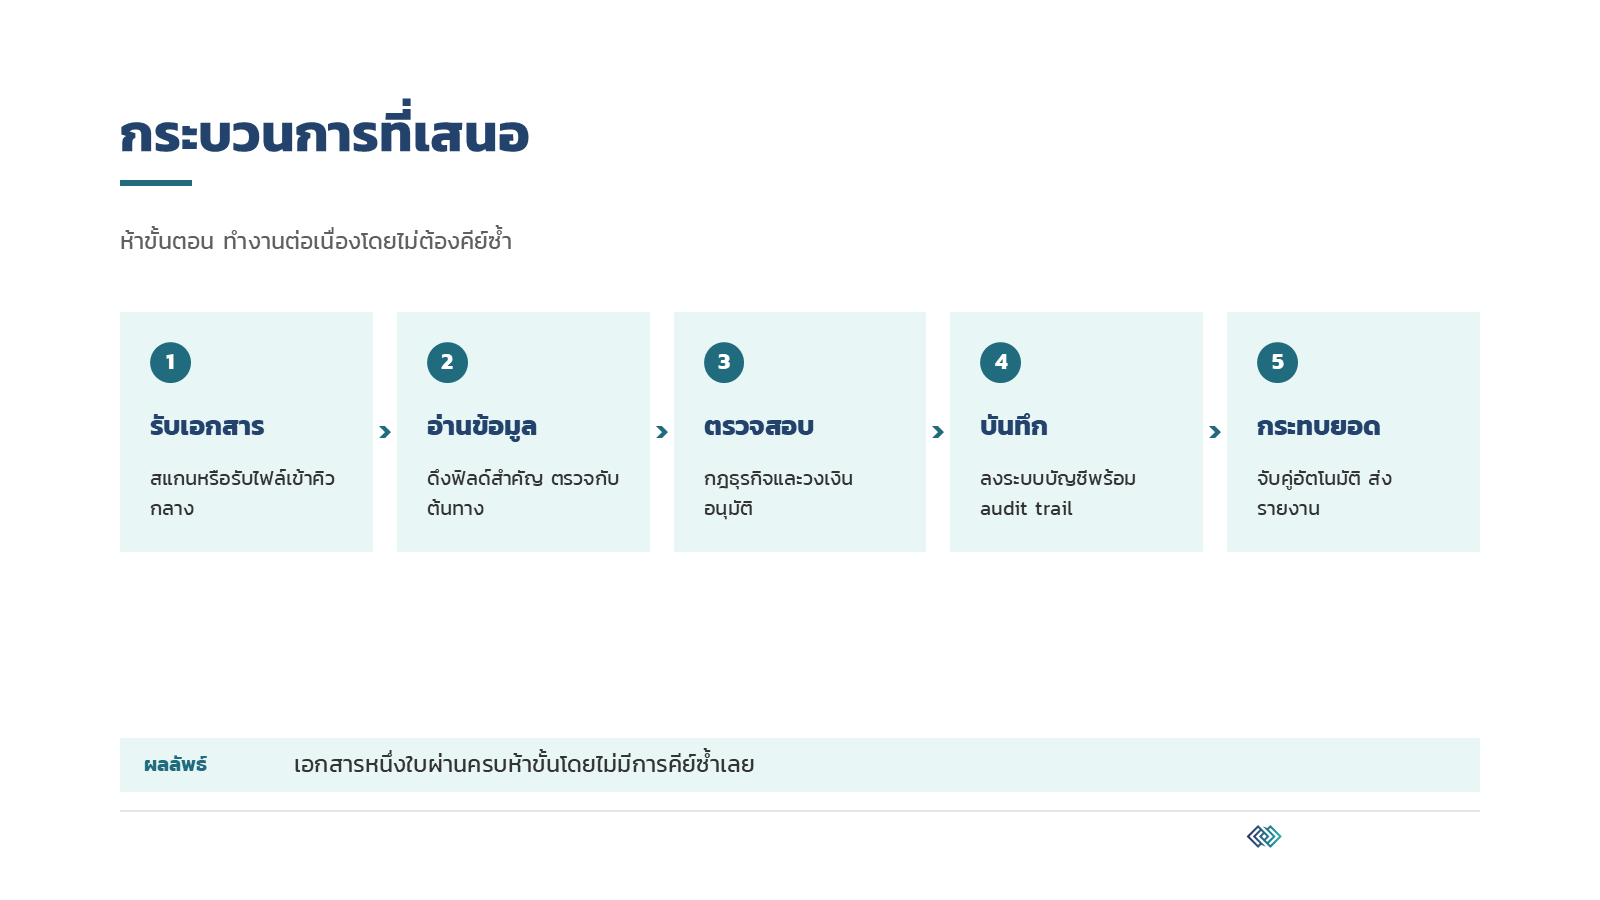 กระบวนการที่เสนอ
ห้าขั้นตอน ทำงานต่อเนื่องโดยไม่ต้องคีย์ซ้ำ
1
รับเอกสาร
สแกนหรือรับไฟล์เข้าคิว
กลาง
›
2
อ่านข้อมูล
ดึงฟิลด์สำคัญ ตรวจกับ
ต้นทาง
›
3
ตรวจสอบ
กฎธุรกิจและวงเงิน
อนุมัติ
›
4
บันทึก
ลงระบบบัญชีพร้อม
audit trail
›
5
กระทบยอด
จับคู่อัตโนมัติ ส่ง
รายงาน
ผลลัพธ์ เอกสารหนึ่งใบผ่านครบห้าขั้นโดยไม่มีการคีย์ซ้ำเลย